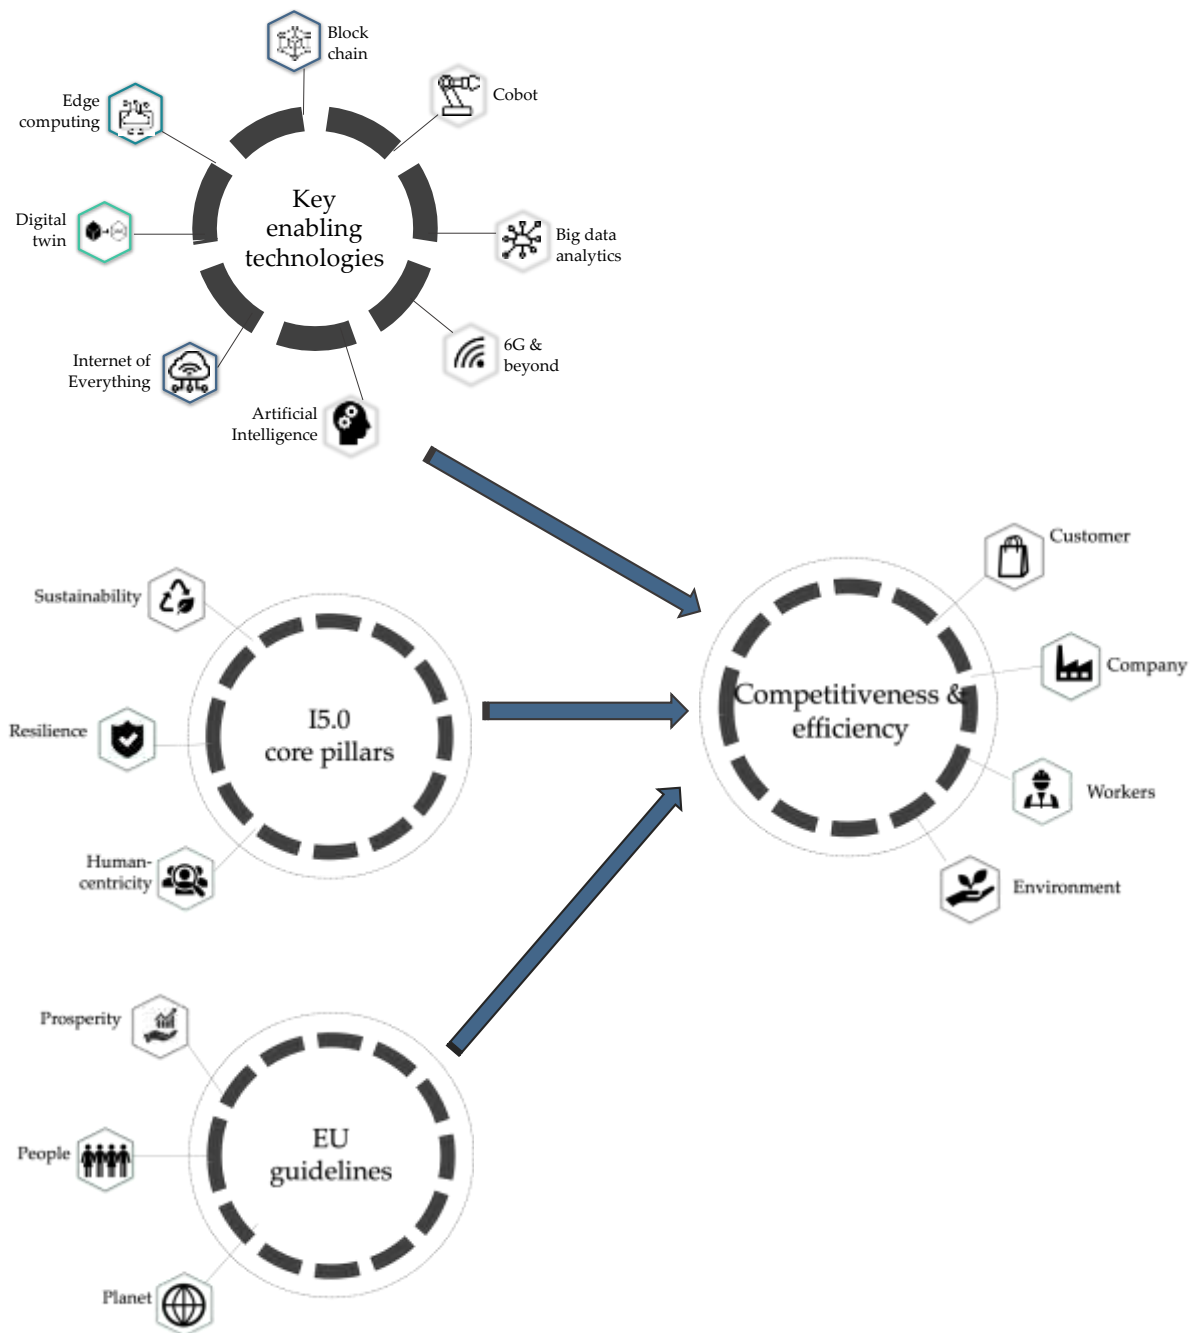 Block
chain
Cobot
Edge
computing
Key
enabling
technologies
Digital
twin
Big data
analytics
Internet of
Everything
6G &
beyond
Artificial
Intelligence
Sustainability
Resilience
Human-
centricity
I5.0
core pillars
Competitiveness &
efficiency
Customer
Company
Workers
Environment
Prosperity
People
Planet
EU
guidelines